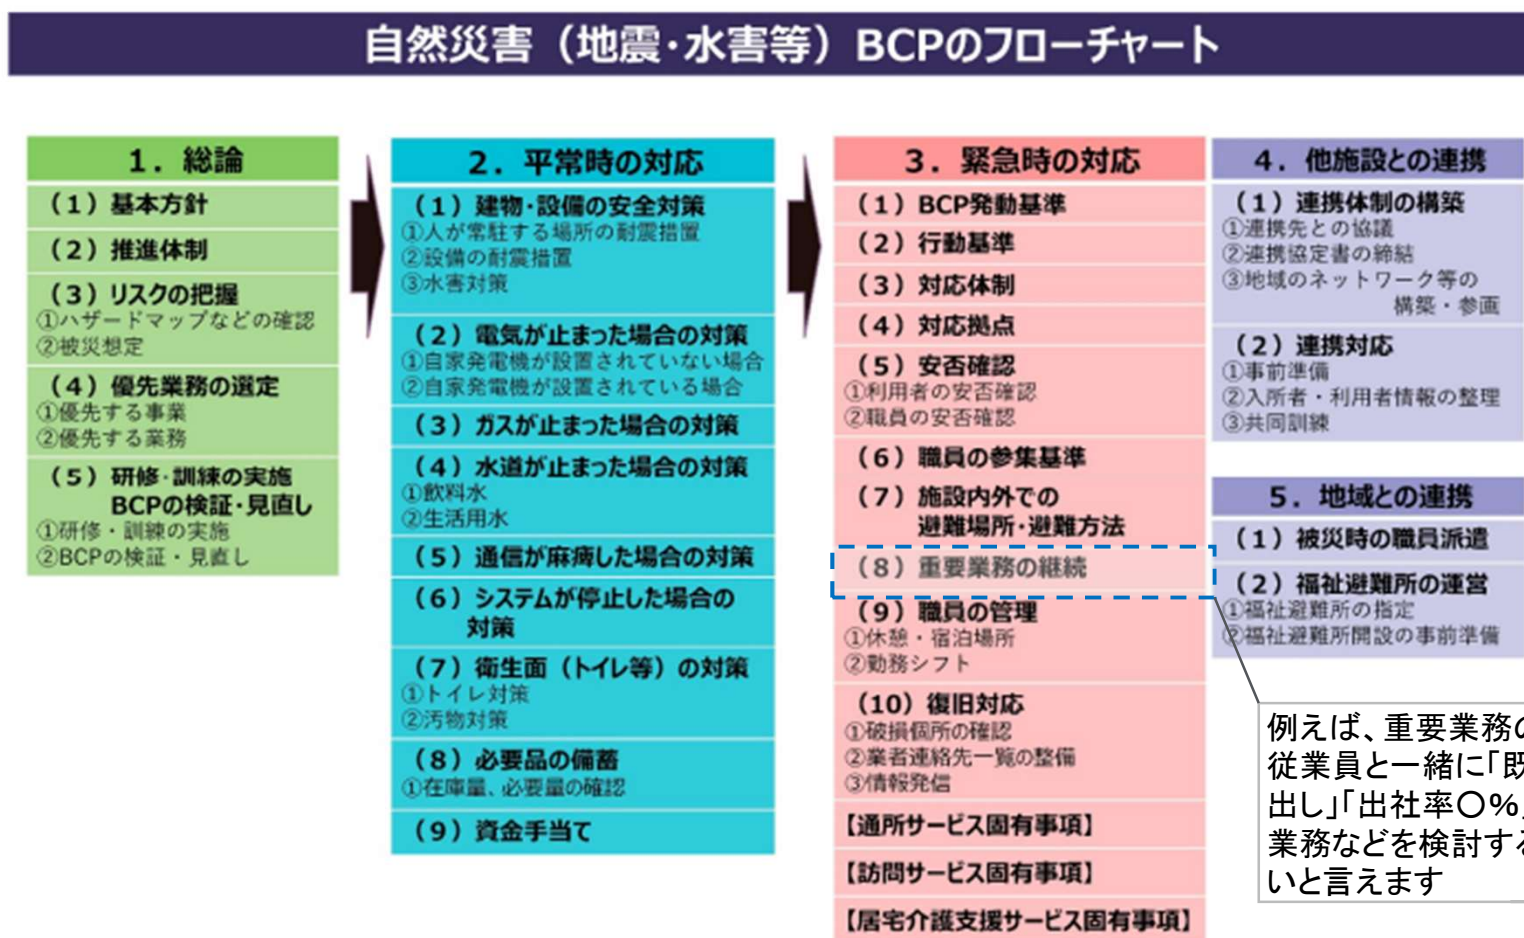 自然災害（地震・水害等）BCPのフローチャート
1．総論
（1）基本方針
（2）推進体制
（3）リスクの把握
①ハザードマップなどの確認
②被災想定
（4）優先業務の選定
①優先する事業
②優先する業務
（5）研修・訓練の実施
BCPの検証・見直し
①研修・訓練の実施
②BCPの検証・見直し
2．平常時の対応
（1）建物・設備の安全対策
①人が常駐する場所の耐震措置
②設備の耐震措置
③水害対策
（2）電気が止まった場合の対策
①自家発電機が設置されていない場合
②自家発電機が設置されている場合
（3）ガスが止まった場合の対策
（4）水道が止まった場合の対策
①飲料水
②生活用水
（5）通信が麻痺した場合の対策
（6）システムが停止した場合の
対策
（7）衛生面（トイレ等）の対策
①トイレ対策
②汚物対策
（8）必要品の備蓄
①在庫量、必要量の確認
（9）資金手当て
3．緊急時の対応
（1）BCP発動基準
（2）行動基準
（3）対応体制
（4）対応拠点
（5）安否確認
①利用者の安否確認
②職員の安否確認
（6）職員の参集基準
（7）施設内外での
避難場所・避難方法
（8）重要業務の継続
（9）職員の管理
①休憩・宿泊場所
②勤務シフト
（10）復旧対応
①破損個所の確認
②業者連絡先一覧の整備
③情報発信
【通所サービス固有事項】
【訪問サービス固有事項】
【居宅介護支援サービス固有事項】
4．他施設との連携
（1）連携体制の構築
①連携先との協議
②連携協定書の締結
③地域のネットワーク等の
構築・参画
（2）連携対応
①事前準備
②入所者・利用者情報の整理
③共同訓練
5．地域との連携
（1）被災時の職員派遣
（2）福祉避難所の運営
①福祉避難所の指定
②福祉避難所開設の事前準備
例えば、重要業務の
従業員と一緒に「既
出し」「出社率〇%」
業務などを検討する
いと言えます